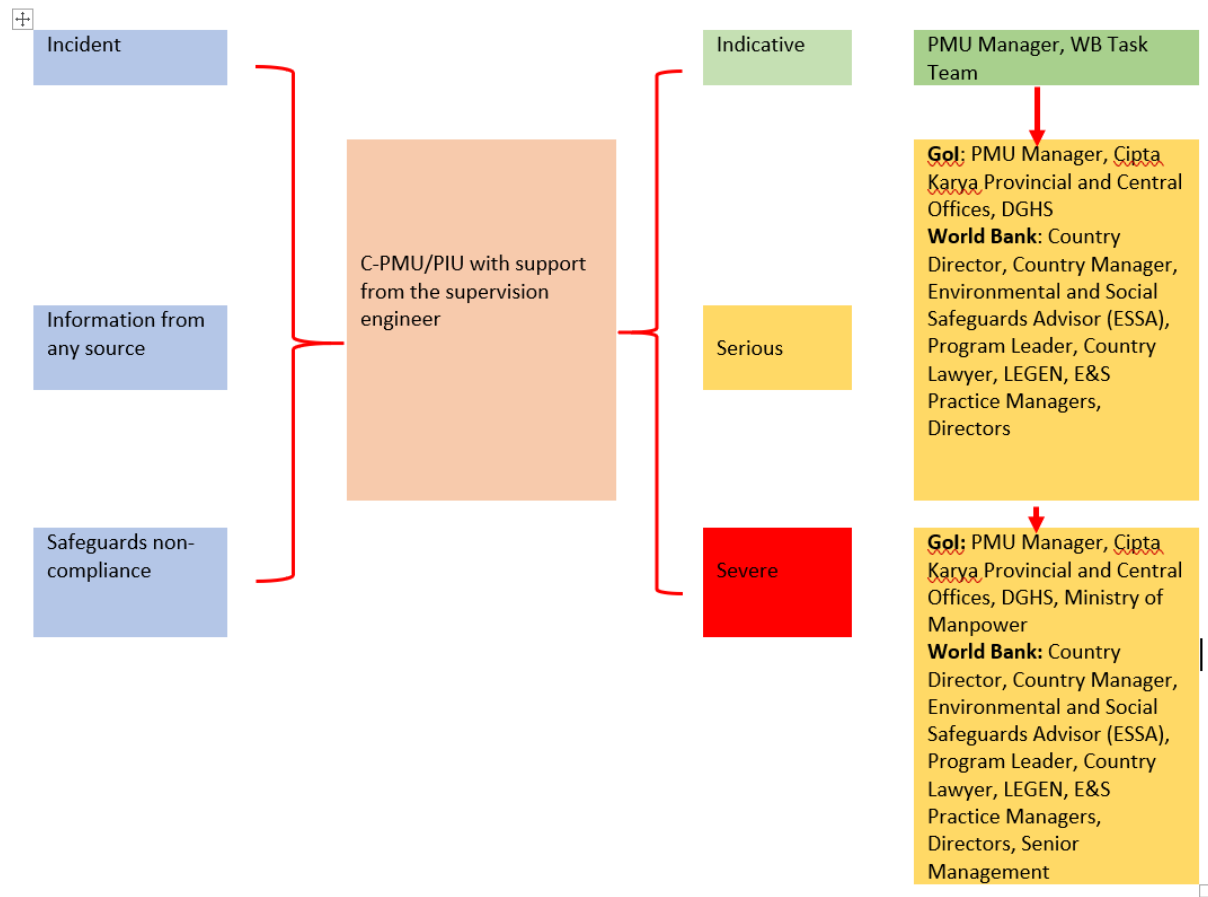 Incident
Information from
any source
Safeguards non-
compliance
C-PMU/PIU with support
from the supervision
engineer
Indicative
Serious
Severe
PMU Manager, WB Task
Team
GoI: PMU Manager, Cipta
Karya Provincial and Central
Offices, DGHS
World Bank: Country
Director, Country Manager,
Environmental and Social
Safeguards Advisor (ESSA),
Program Leader, Country
Lawyer, LEGEN, E&S
Practice Managers,
Directors
GoI: PMU Manager, Cipta
Karya Provincial and Central
Offices, DGHS, Ministry of
Manpower
World Bank: Country
Director, Country Manager,
Environmental and Social
Safeguards Advisor (ESSA),
Program Leader, Country
Lawyer, LEGEN, E&S
Practice Managers,
Directors, Senior
Management